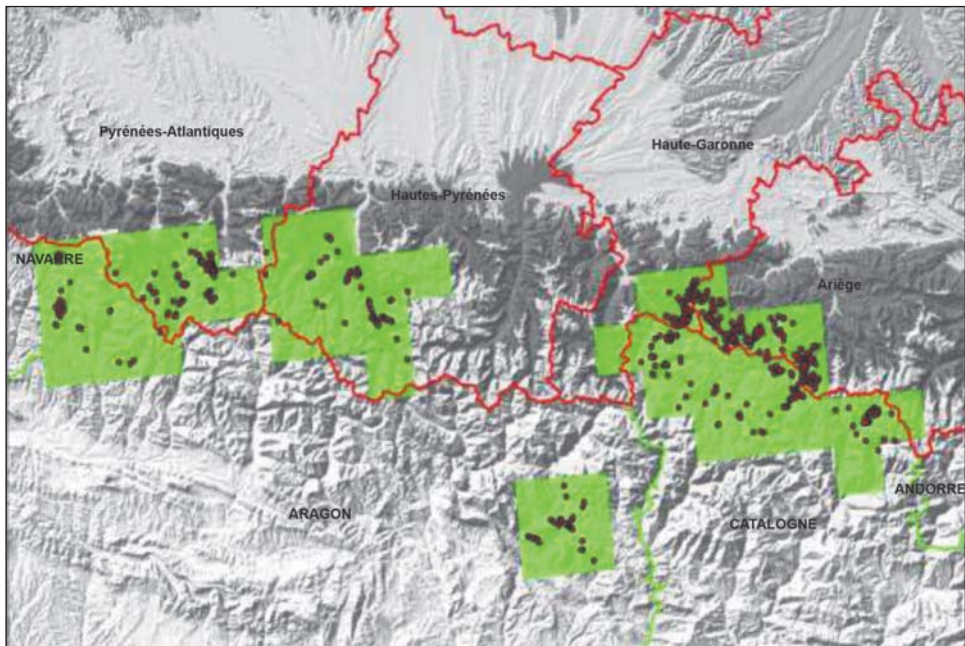 Pyrénées-Atlantiques
Haute-Garonne
Hautes-Pyrénées
NAVARRE
Ariège
ANDORRE
ARAGON
CATALOGNE